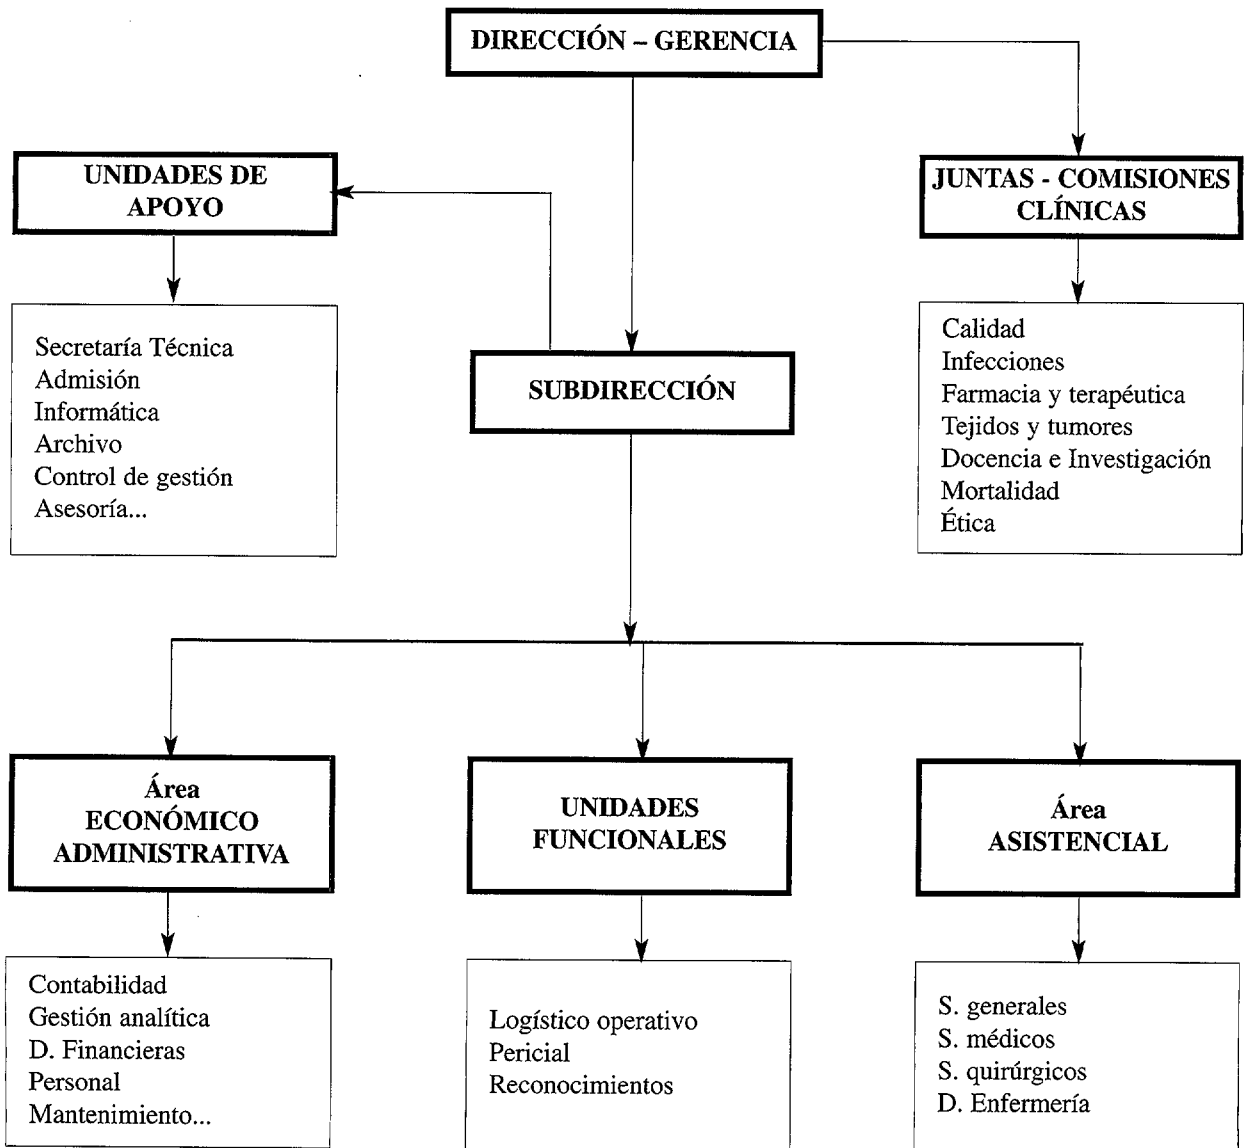 DIRECCIÓN – GERENCIA
UNIDADES DE
APOYO
JUNTAS - COMISIONES
CLÍNICAS
Secretaría Técnica
Admisión
Informática
Archivo
Control de gestión
Asesoría...
SUBDIRECCIÓN
Calidad
Infecciones
Farmacia y terapéutica
Tejidos y tumores
Docencia e Investigación
Mortalidad
Ética
Área
ECONÓMICO
ADMINISTRATIVA
UNIDADES
FUNCIONALES
Área
ASISTENCIAL
Contabilidad
Gestión analítica
D. Financieras
Personal
Mantenimiento...
Logístico operativo
Pericial
Reconocimientos
S. generales
S. médicos
S. quirúrgicos
D. Enfermería